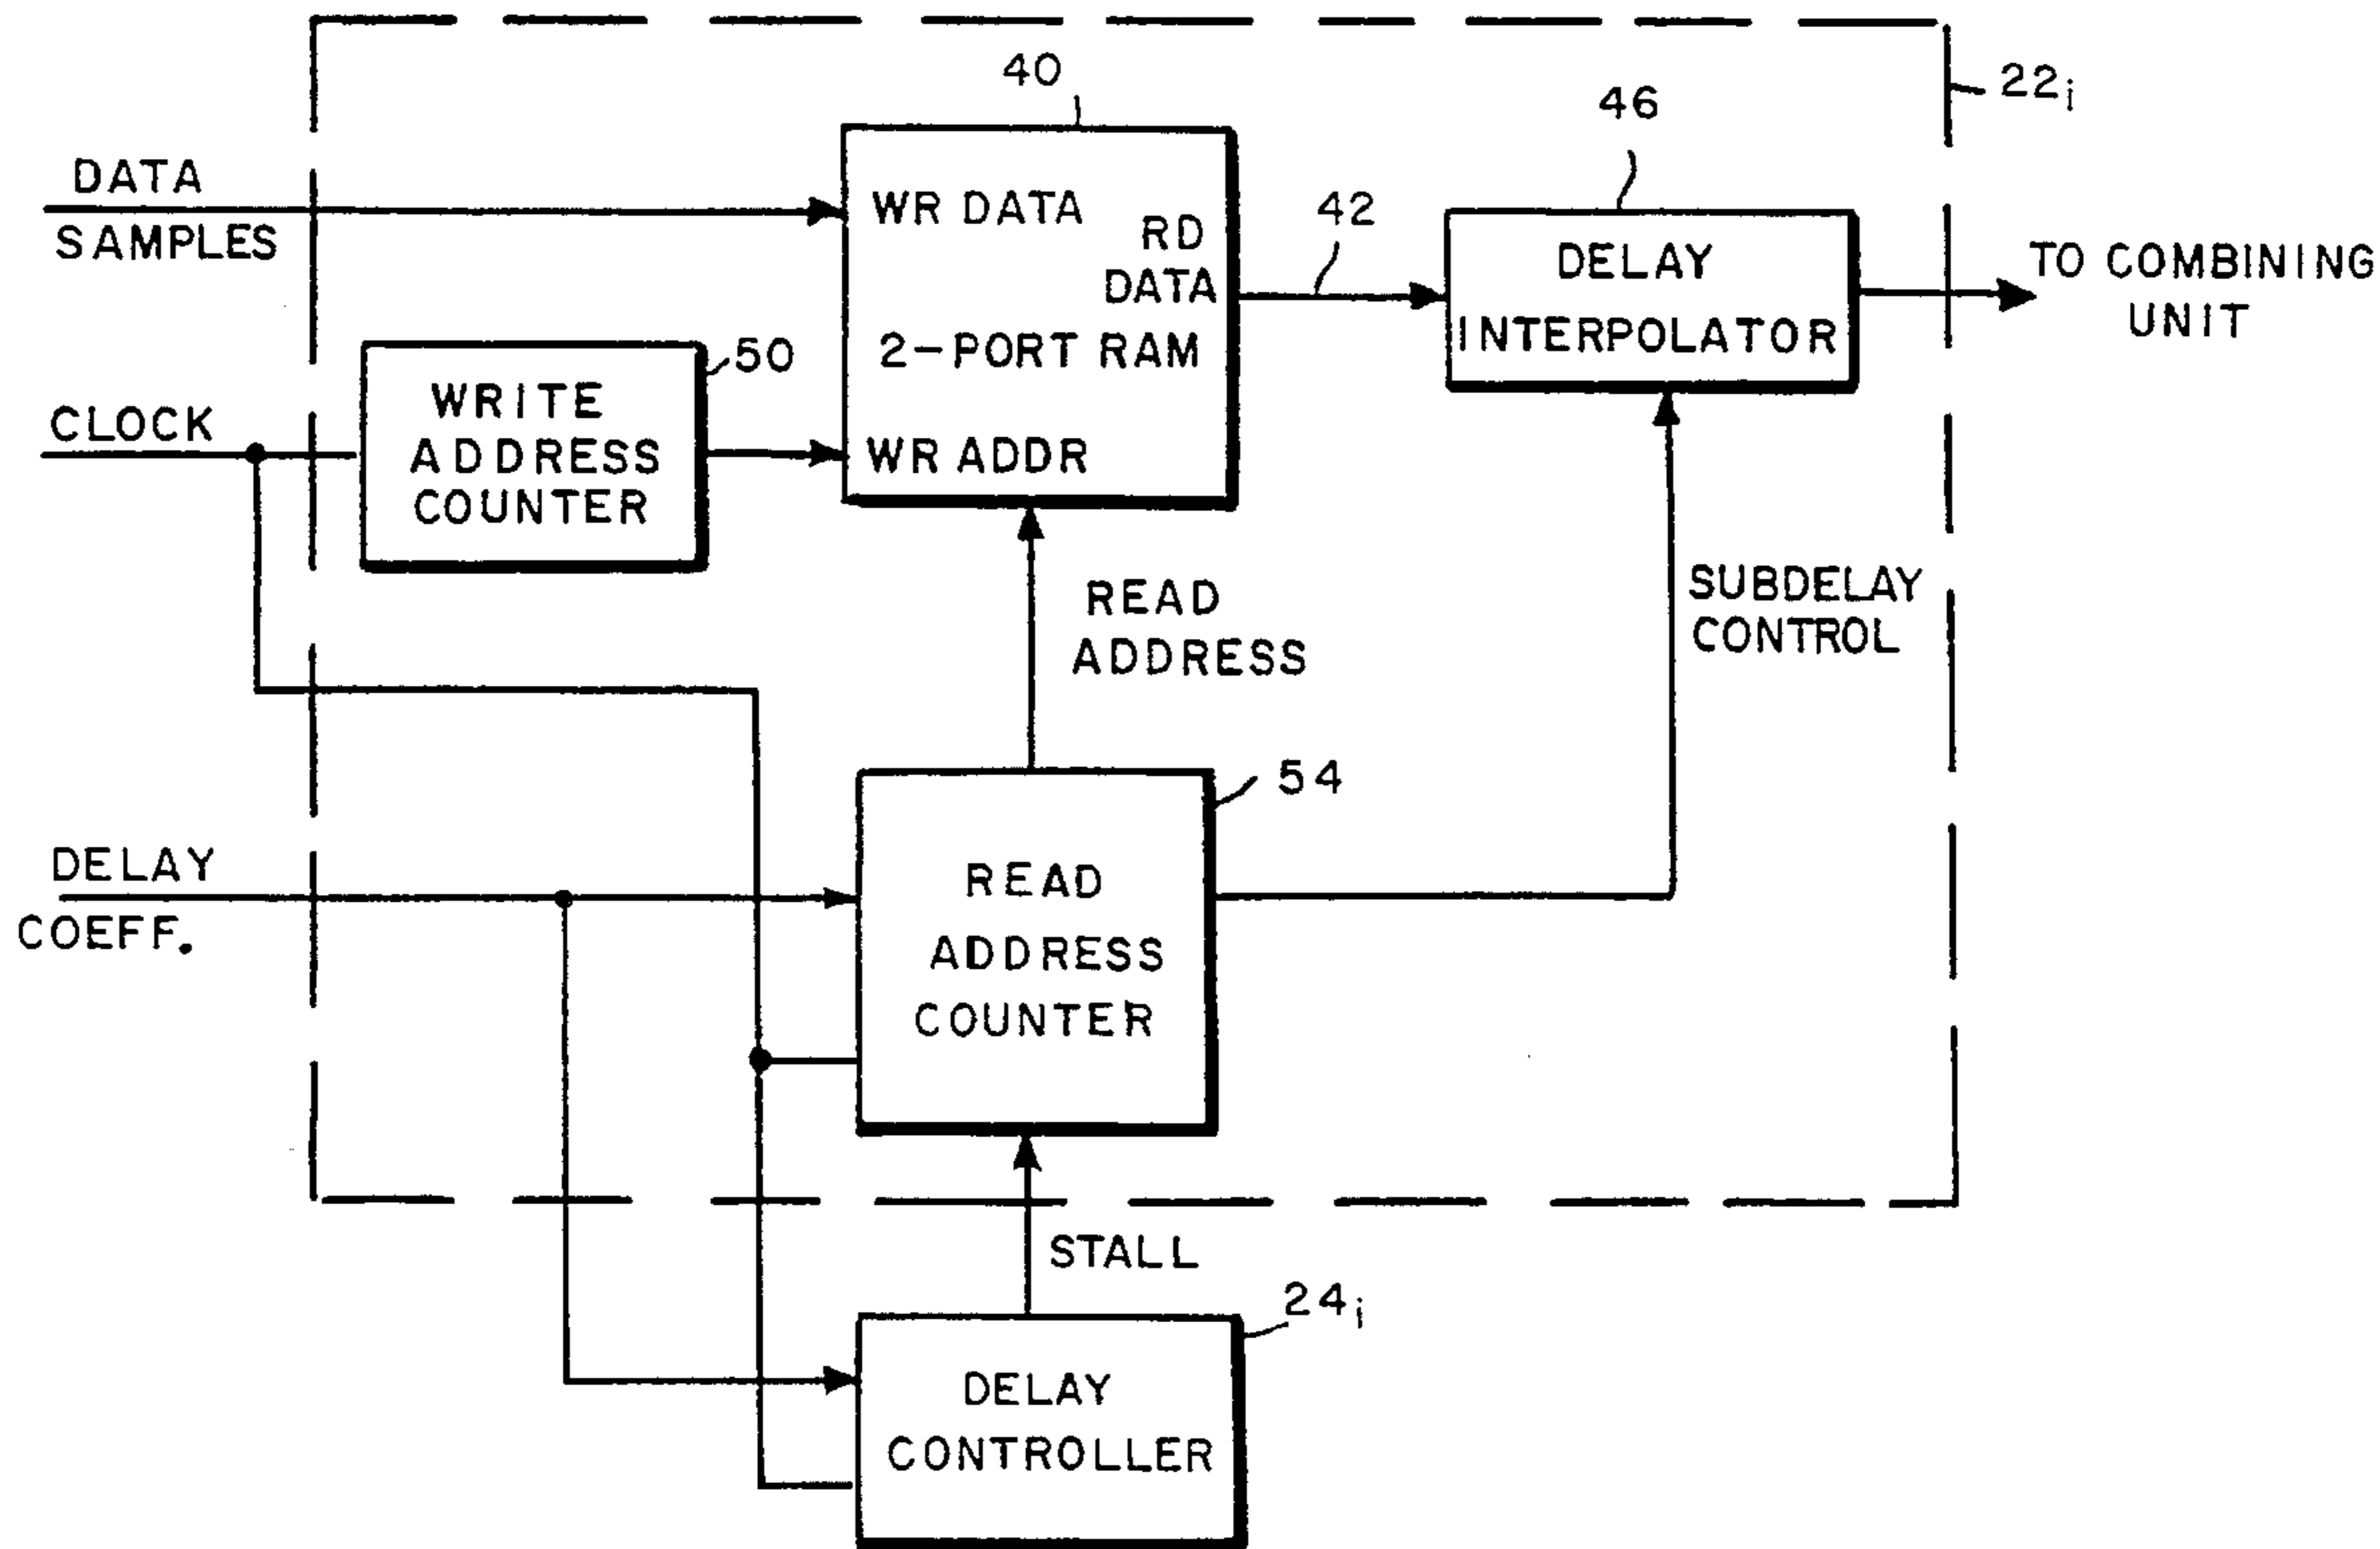 40
22i
46
DATA
SAMPLES
WR DATA
RD
DATA
42
2-PORT RAM
WR ADDR
DELAY
INTERPOLATOR
TO COMBINING
UNIT
CLOCK
WRITE
ADDRESS
COUNTER
50
READ
ADDRESS
SUBDELAY
CONTROL
54
DELAY
COEFF.
READ
ADDRESS
COUNTER
STALL
24i
DELAY
CONTROLLER